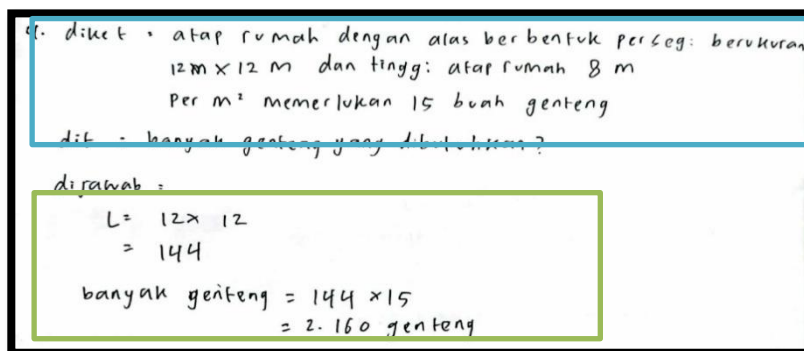 4. diket : atap rumah dengan alas berbentuk persegi berukuran
12 m x 12 m dan tinggi atap rumah 8 m
Per m² memerlukan 15 buah genteng
dit : banyak genteng yang dibutuhkan ?
dijawab :
L = 12 x 12
= 144
banyak genteng = 144 x 15
= 2.160 genteng